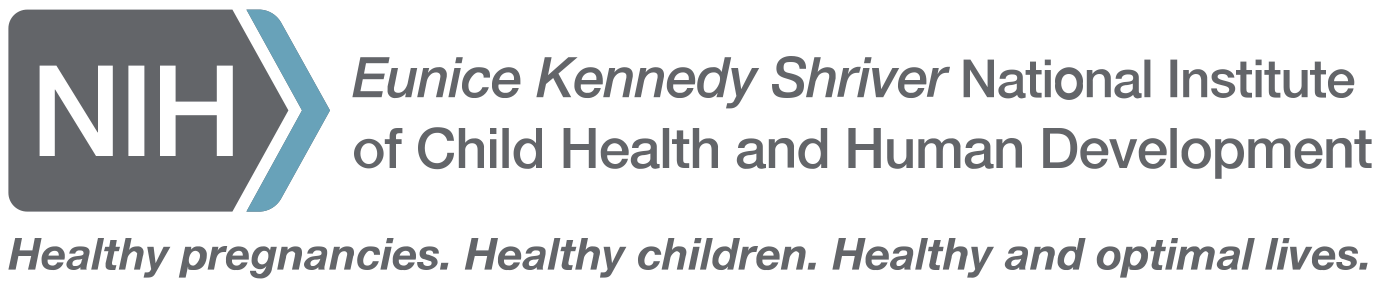 NIH
Eunice Kennedy Shriver National Institute
of Child Health and Human Development
Healthy pregnancies. Healthy children. Healthy and optimal lives.